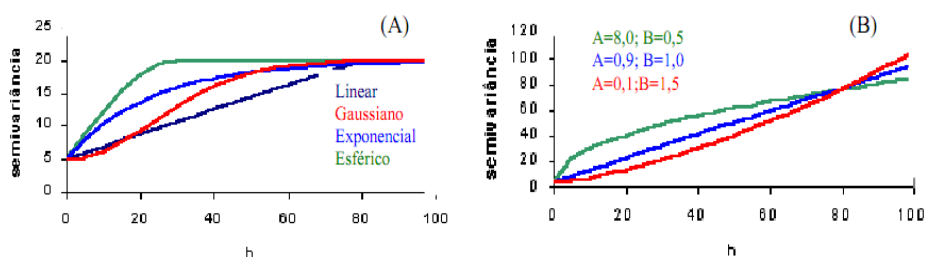 (A)
25
20
15
10
5
0
semivariância
Linear
Gaussiano
Exponencial
Esférico
0 20 40 60 80 100
h
(B)
120
100
80
60
40
20
0
semivariância
A=8,0; B=0,5
A=0,9; B=1,0
A=0,1;B=1,5
0 20 40 60 80 100
h